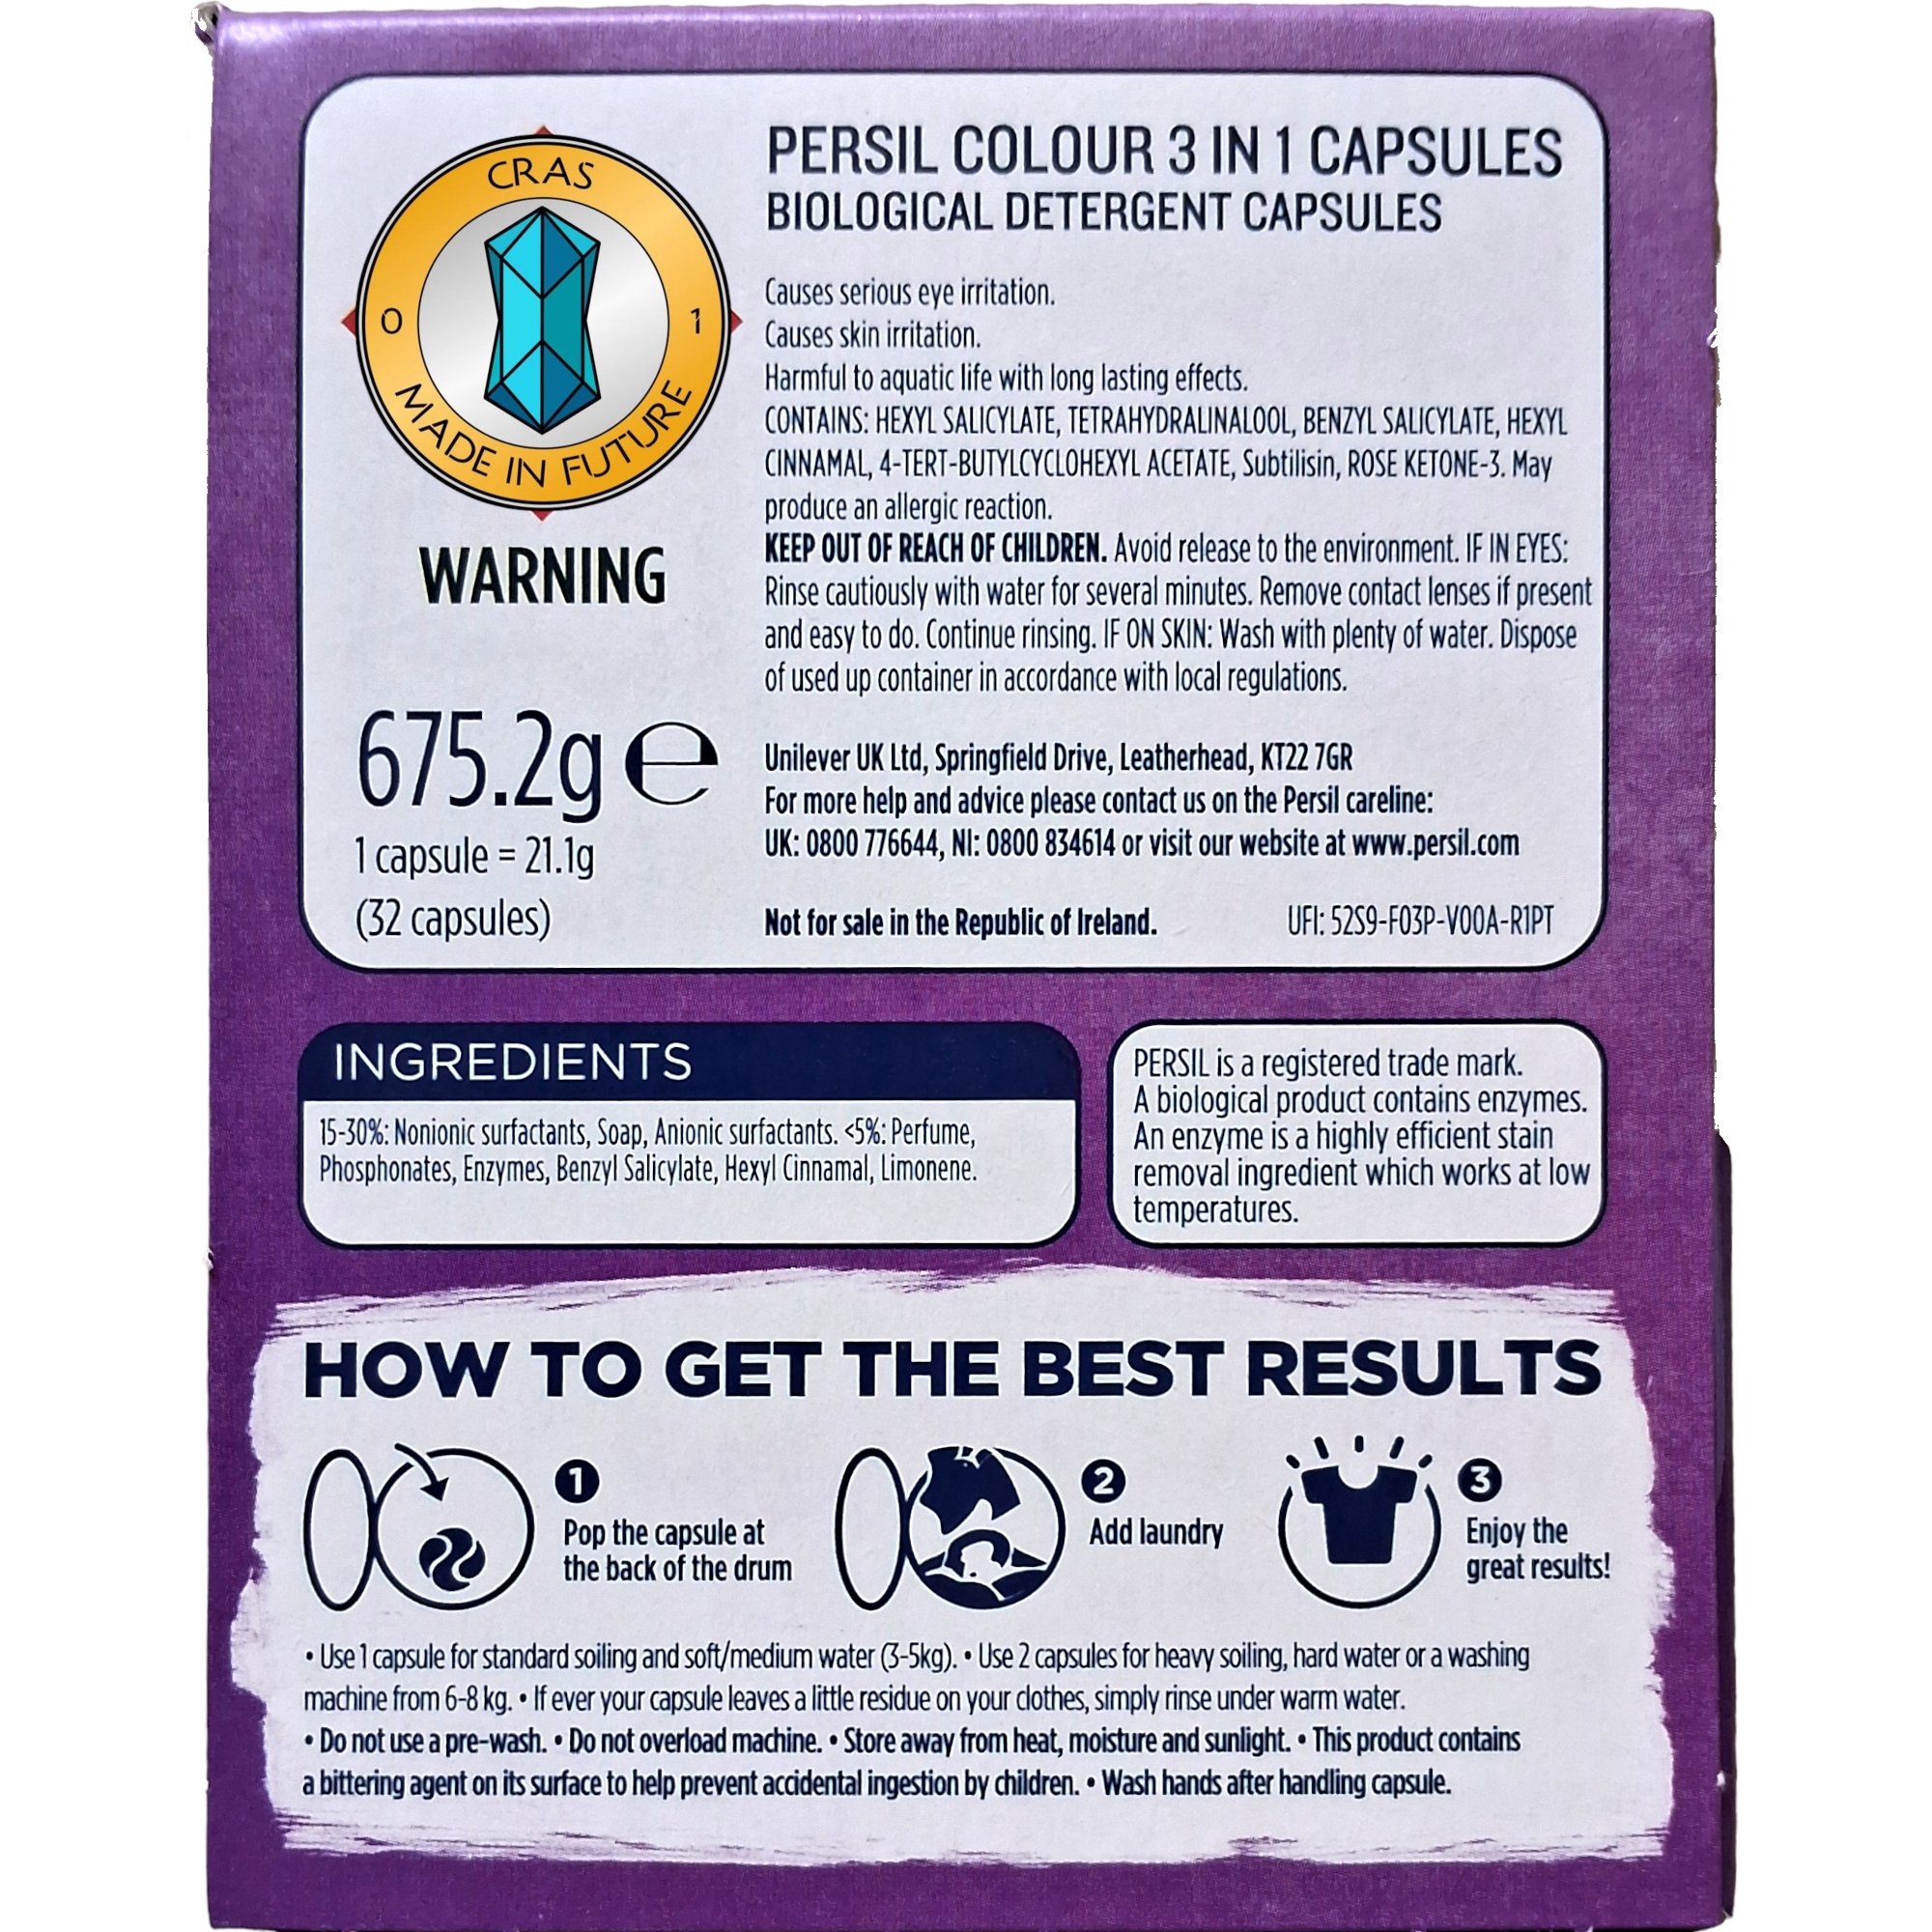 CRAS
0 1
MADE IN FUTURE
WARNING
675.2g e
1 capsule = 21.1g
(32 capsules)
PERSIL COLOUR 3 IN 1 CAPSULES
BIOLOGICAL DETERGENT CAPSULES
Causes serious eye irritation.
Causes skin irritation.
Harmful to aquatic life with long lasting effects.
CONTAINS: HEXYL SALICYLATE, TETRAHYDRALINALOOL, BENZYL SALICYLATE, HEXYL
CINNAMAL, 4-TERT-BUTYLCYCLOHEXYL ACETATE, Subtilisin, ROSE KETONE-3. May
produce an allergic reaction.
KEEP OUT OF REACH OF CHILDREN. Avoid release to the environment. IF IN EYES:
Rinse cautiously with water for several minutes. Remove contact lenses if present
and easy to do. Continue rinsing. IF ON SKIN: Wash with plenty of water. Dispose
of used up container in accordance with local regulations.
Unilever UK Ltd, Springfield Drive, Leatherhead, KT22 7GR
For more help and advice please contact us on the Persil careline:
UK: 0800 776644, NI: 0800 834614 or visit our website at www.persil.com
Not for sale in the Republic of Ireland. UFI: 52S9-F03P-V00A-R1PT
INGREDIENTS
15-30%: Nonionic surfactants, Soap, Anionic surfactants. <5%: Perfume,
Phosphonates, Enzymes, Benzyl Salicylate, Hexyl Cinnamal, Limonene.
PERSIL is a registered trade mark.
A biological product contains enzymes.
An enzyme is a highly efficient stain
removal ingredient which works at low
temperatures.
HOW TO GET THE BEST RESULTS
1
Pop the capsule at
the back of the drum
2
Add laundry
3
Enjoy the
great results!
• Use 1 capsule for standard soiling and soft/medium water (3-5kg). • Use 2 capsules for heavy soiling, hard water or a washing
machine from 6-8 kg. • If ever your capsule leaves a little residue on your clothes, simply rinse under warm water.
• Do not use a pre-wash. • Do not overload machine. • Store away from heat, moisture and sunlight. • This product contains
a bittering agent on its surface to help prevent accidental ingestion by children. • Wash hands after handling capsule.